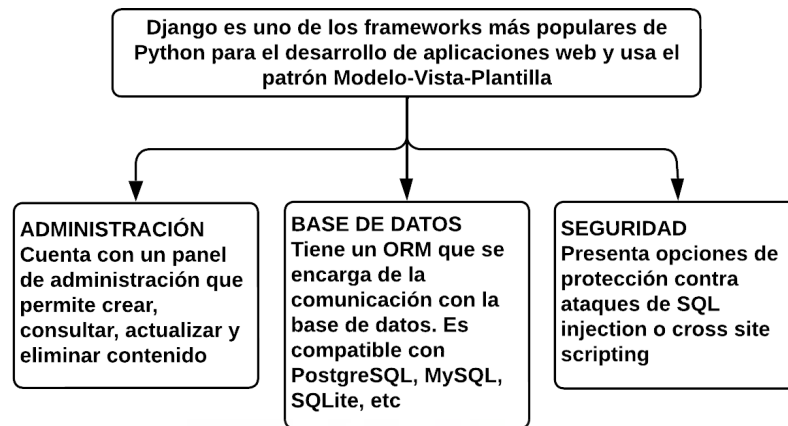 Django es uno de los frameworks más populares de
Python para el desarrollo de aplicaciones web y usa el
patrón Modelo-Vista-Plantilla
ADMINISTRACIÓN
Cuenta con un panel
de administración que
permite crear,
consultar, actualizar y
eliminar contenido
BASE DE DATOS
Tiene un ORM que se
encarga de la
comunicación con la
base de datos. Es
compatible con
PostgreSQL, MySQL,
SQLite, etc
SEGURIDAD
Presenta opciones de
protección contra
ataques de SQL
injection o cross site
scripting